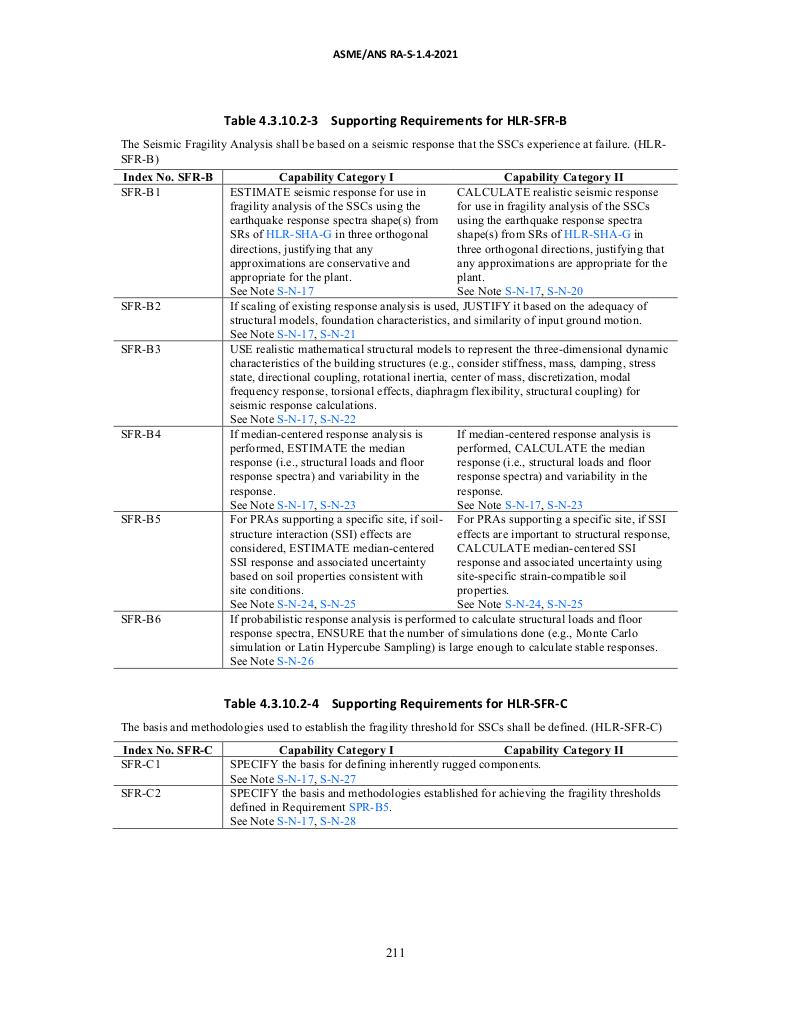 ASME/ANS RA-S-1.4-2021
Table 4.3.10.2-3 Supporting Requirements for HLR-SFR-B
The Seismic Fragility Analysis shall be based on a seismic response that the SSCs experience at failure. (HLR-
SFR-B)
Index No. SFR-B Capability Category I Capability Category II
SFR-B1
ESTIMATE seismic response for use in
fragility analysis of the SSCs using the
earthquake response spectra shape(s) from
SRs of HLR-SHA-G in three orthogonal
directions, justifying that any
approximations are conservative and
appropriate for the plant.
See Note S-N-17
CALCULATE realistic seismic response
for use in fragility analysis of the SSCs
using the earthquake response spectra
shape(s) from SRs of HLR-SHA-G in
three orthogonal directions, justifying that
any approximations are appropriate for the
plant.
See Note S-N-17, S-N-20
SFR-B2
If scaling of existing response analysis is used, JUSTIFY it based on the adequacy of
structural models, foundation characteristics, and similarity of input ground motion.
See Note S-N-17, S-N-21
SFR-B3
USE realistic mathematical structural models to represent the three-dimensional dynamic
characteristics of the building structures (e.g., consider stiffness, mass, damping, stress
state, directional coupling, rotational inertia, center of mass, discretization, modal
frequency response, torsional effects, diaphragm flexibility, structural coupling) for
seismic response calculations.
See Note S-N-17, S-N-22
SFR-B4
If median-centered response analysis is
performed, ESTIMATE the median
response (i.e., structural loads and floor
response spectra) and variability in the
response.
See Note S-N-17, S-N-23
If median-centered response analysis is
performed, CALCULATE the median
response (i.e., structural loads and floor
response spectra) and variability in the
response.
See Note S-N-17, S-N-23
SFR-B5
For PRAs supporting a specific site, if soil-
structure interaction (SSI) effects are
considered, ESTIMATE median-centered
SSI response and associated uncertainty
based on soil properties consistent with
site conditions.
See Note S-N-24, S-N-25
For PRAs supporting a specific site, if SSI
effects are important to structural response,
CALCULATE median-centered SSI
response and associated uncertainty using
site-specific strain-compatible soil
properties.
See Note S-N-24, S-N-25
SFR-B6
If probabilistic response analysis is performed to calculate structural loads and floor
response spectra, ENSURE that the number of simulations done (e.g., Monte Carlo
simulation or Latin Hypercube Sampling) is large enough to calculate stable responses.
See Note S-N-26
Table 4.3.10.2-4 Supporting Requirements for HLR-SFR-C
The basis and methodologies used to establish the fragility threshold for SSCs shall be defined. (HLR-SFR-C)
Index No. SFR-C Capability Category I Capability Category II
SFR-C1
SPECIFY the basis for defining inherently rugged components.
See Note S-N-17, S-N-27
SFR-C2
SPECIFY the basis and methodologies established for achieving the fragility thresholds
defined in Requirement SPR-B5.
See Note S-N-17, S-N-28
211